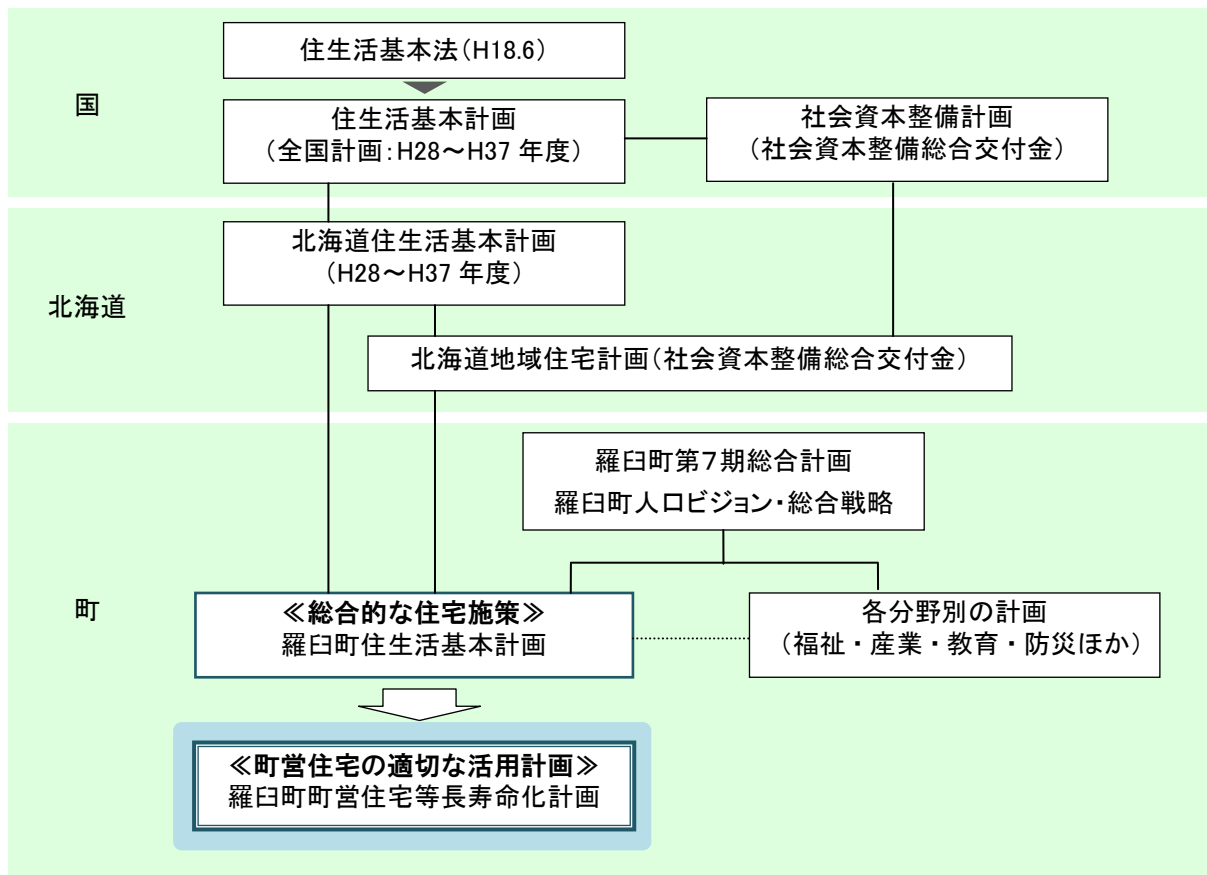 国
住生活基本法（H18.6）
住生活基本計画
（全国計画：H28～H37 年度）
社会資本整備計画
（社会資本整備総合交付金）
北海道
北海道住生活基本計画
（H28～H37 年度）
北海道地域住宅計画（社会資本整備総合交付金）
町
羅臼町第７期総合計画
羅臼町人口ビジョン・総合戦略
≪総合的な住宅施策≫
羅臼町住生活基本計画
各分野別の計画
（福祉・産業・教育・防災ほか）
≪町営住宅の適切な活用計画≫
羅臼町町営住宅等長寿命化計画